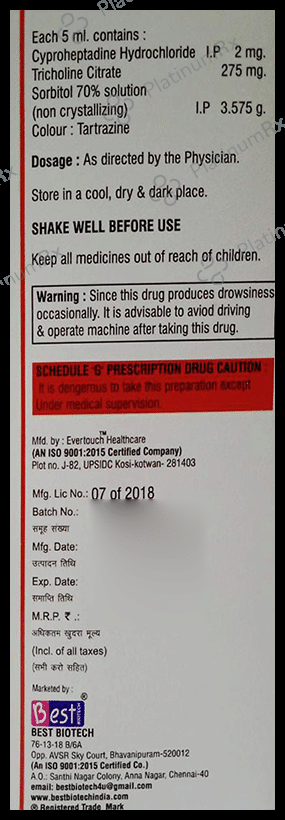 Each 5 ml. contains :
Cyproheptadine Hydrochloride I.P 2 mg.
Tricholine Citrate 275 mg.
Sorbitol 70% solution
(non crystallizing) I.P 3.575 g.
Colour : Tartrazine
Dosage : As directed by the Physician.
Store in a cool, dry & dark place.
SHAKE WELL BEFORE USE
Keep all medicines out of reach of children.
Warning : Since this drug produces drowsiness
occasionally. It is advisable to aviod driving
& operate machine after taking this drug.
SCHEDULE 'G' PRESCRIPTION DRUG CAUTION :
It is dengerous to take this preparation except
Under medical supervision.
Mfd. by : Evertouch™ Healthcare
(AN ISO 9001:2015 Certified Company)
Plot no. J-82, UPSIDC Kosi-kotwan- 281403
Mfg. Lic No.: 07 of 2018
Batch No.:
समूह संख्या
Mfg. Date:
उत्पादन तिथि
Exp. Date:
समाप्ति तिथि
M.R.P. ₹ .:
अधिकतम खुदरा मूल्य
(Incl. of all taxes)
(सभी करो सहित)
Marketed by :
Best ®
BIOTECH
BEST BIOTECH
76-13-18 B/6A
Opp. AVSR Sky Court, Bhavanipuram-520012
(An ISO 9001:2015 Certified Co.)
A.O.: Santhi Nagar Colony, Anna Nagar, Chennai-40
email: bestbiotech4u@gmail.com
www.bestbiotechindia.com
® Registered Trade Mark
PlatinumRx